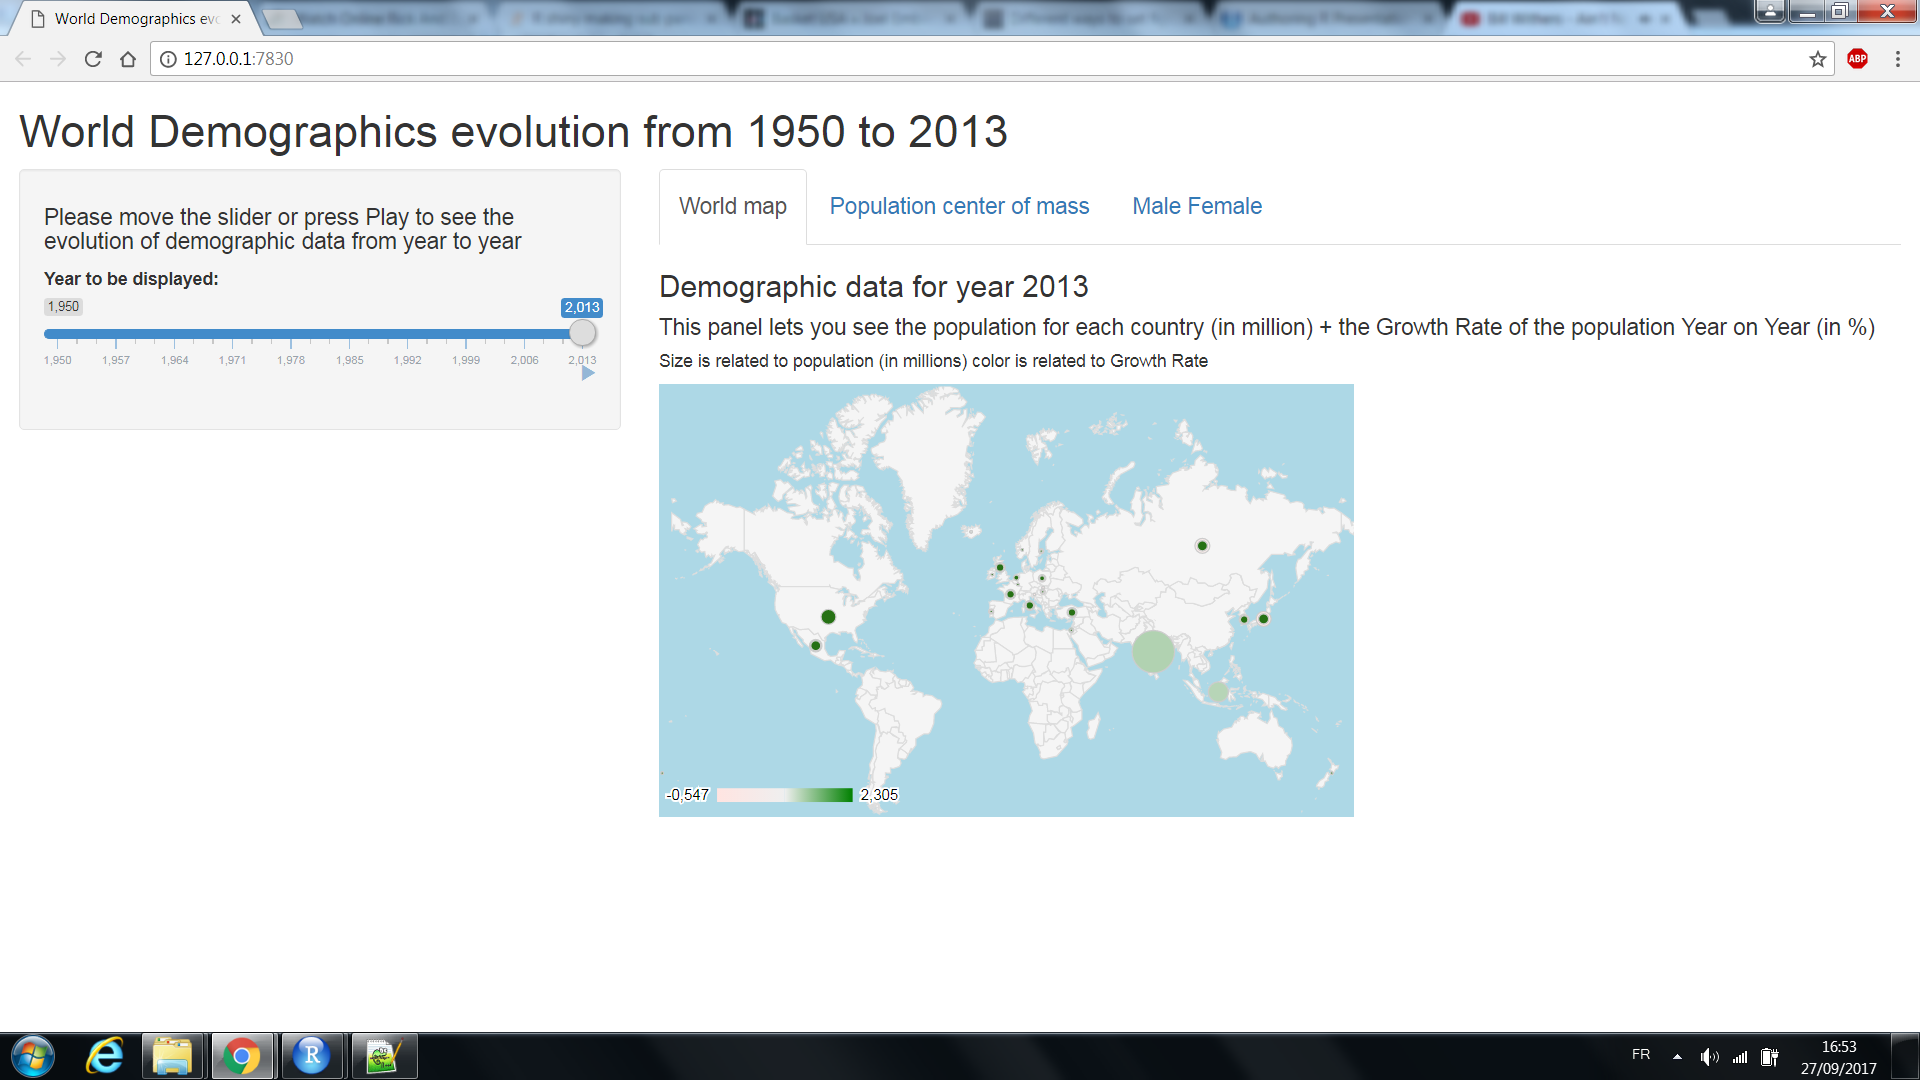 World Demographics ev
127.0.0.1:7830
ABP
World Demographics evolution from 1950 to 2013
Please move the slider or press Play to see the
evolution of demographic data from year to year
Year to be displayed:
1,950
2,013
1,950 1,957 1,964 1,971 1,978 1,985 1,992 1,999 2,006 2,013
World map
Population center of mass
Male Female
Demographic data for year 2013
This panel lets you see the population for each country (in million) + the Growth Rate of the population Year on Year (in %)
Size is related to population (in millions) color is related to Growth Rate
-0,547
2,305
R
FR
16:53
27/09/2017